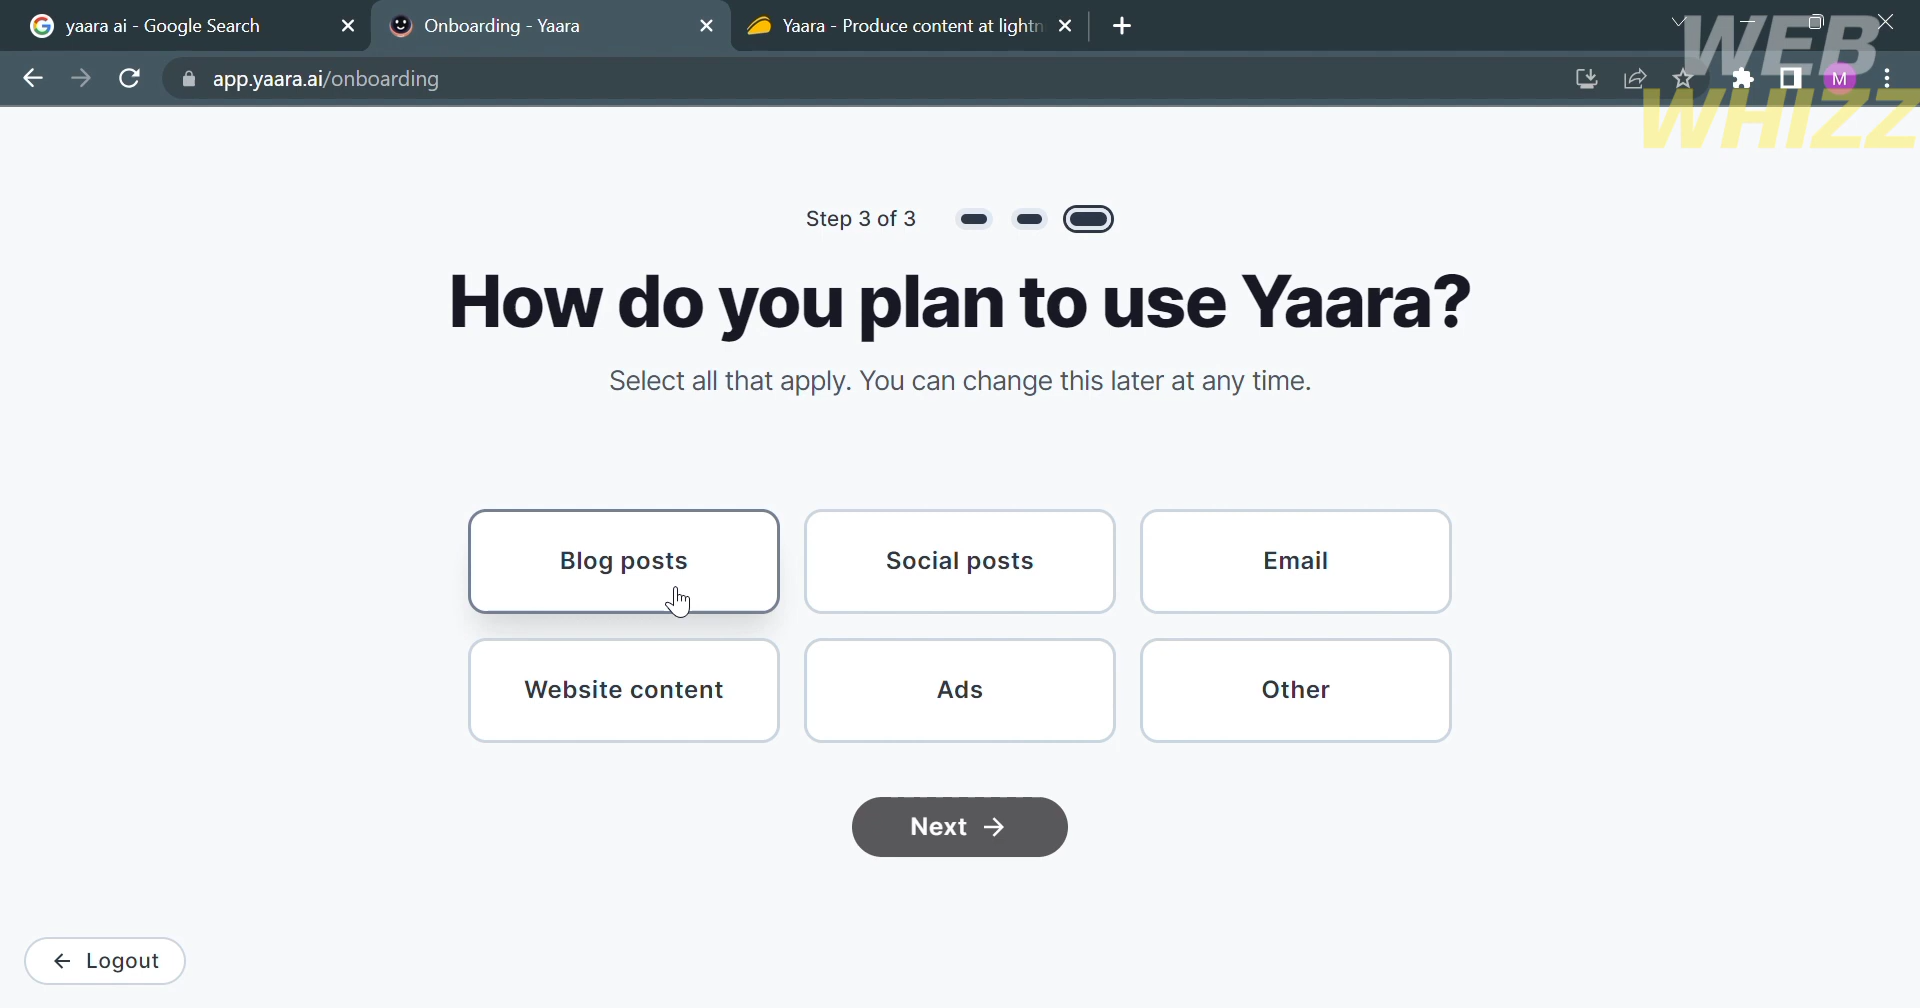 yaara ai - Google Search
Onboarding - Yaara
Yaara - Produce content at lightn
app.yaara.ai/onboarding
M
WEB
WHIZZ
Step 3 of 3
How do you plan to use Yaara?
Select all that apply. You can change this later at any time.
Blog posts
Social posts
Email
Website content
Ads
Other
Next →
← Logout